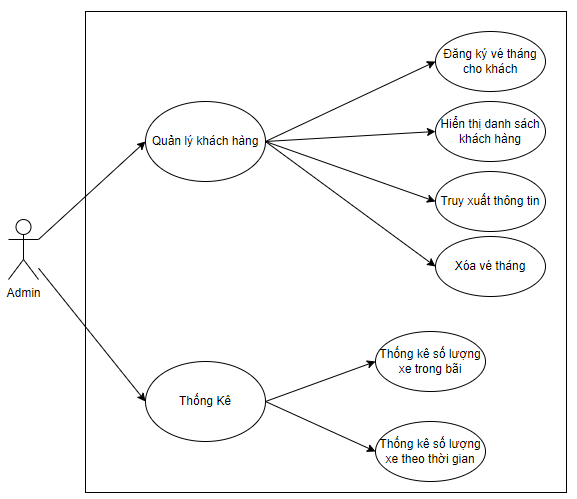 Đăng ký vé tháng
cho khách
Hiển thị danh sách
khách hàng
Quản lý khách hàng
Truy xuất thông tin
Xóa vé tháng
Admin
Thống kê số lượng
xe trong bãi
Thống Kê
Thống kê số lượng
xe theo thời gian